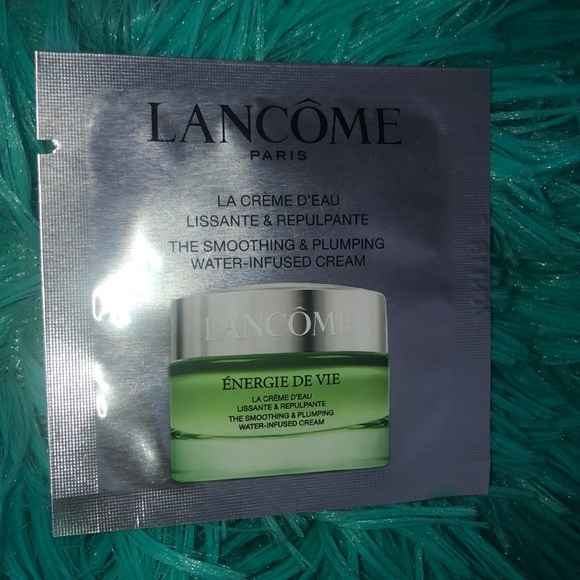 LANCÔME
PARIS
LA CRÈME D'EAU
LISSANTE & REPULPANTE
THE SMOOTHING & PLUMPING
WATER-INFUSED CREAM
LANCÔME
ÉNERGIE DE VIE
LA CRÈME D'EAU
LISSANTE & REPULPANTE
THE SMOOTHING & PLUMPING
WATER-INFUSED CREAM